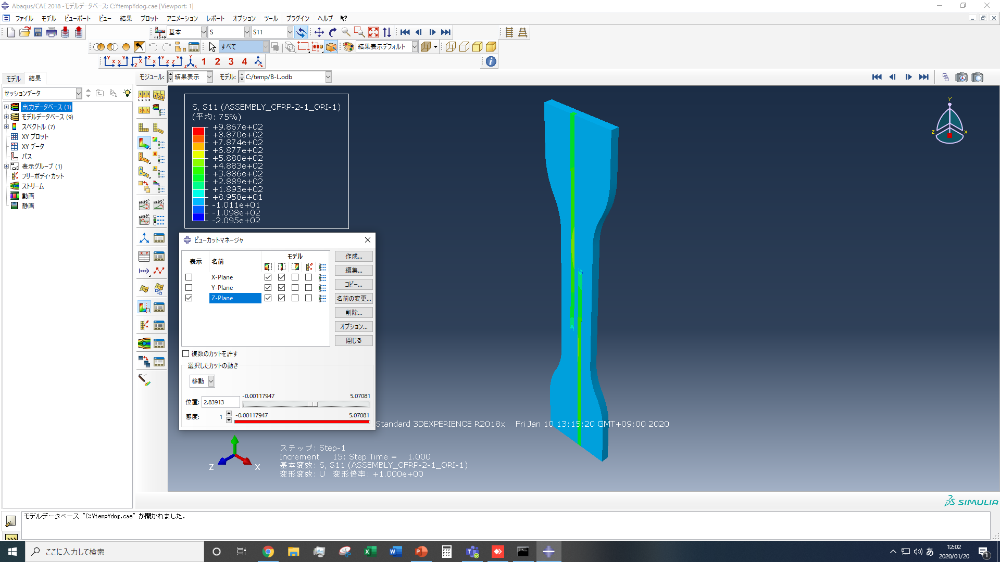 Abaqus/CAE 2018 -モデルデータベース: C:¥temp¥dog.cae [Viewport: 1]
ファイル モデル ビューポート ビュー 結果 プロット アニメーション レポート オプション ツール プラグイン ヘルプ
基本 S S11
すべて 結果表示デフォルト
1 2 3 4
モデル 結果 モジュール: 結果表示 モデル: C:/temp/B-L.odb
セッションデータ
出力データベース (1)
モデルデータベース (9)
スペクトル (7)
XY プロット
XY データ
パス
表示グループ (1)
フリーボディ・カット
ストリーム
動画
静画
S, S11 (ASSEMBLY_CFRP-2-1_ORI-1)
(平均: 75%)
+9.867e+02
+8.870e+02
+7.874e+02
+6.877e+02
+5.880e+02
+4.883e+02
+3.886e+02
+2.889e+02
+1.893e+02
+8.958e+01
-1.011e+01
-1.098e+02
-2.095e+02
Y
Z X
ビューカットマネージャ
表示 名前 モデル
X-Plane
Y-Plane
Z-Plane
作成...
編集...
コピー...
名前の変更...
削除...
オプション...
閉じる
複数のカットを許す
選択したカットの動き
移動
-0.00117947 5.07081
位置: 2.83913
感度: 1 -0.00117947 5.07081
Standard 3DEXPERIENCE R2018x Fri Jan 10 13:15:20 GMT+09:00 2020
Z X
ステップ: Step-1
Increment 15: Step Time = 1.000
基本変数: S, S11 (ASSEMBLY_CFRP-2-1_ORI-1)
変形変数: U 変形倍率: +1.000e+00
SIMULIA
モデルデータベース "C:¥temp¥dog.cae" が開かれました.
ここに入力して検索
あ
12:02
2020/01/20
1